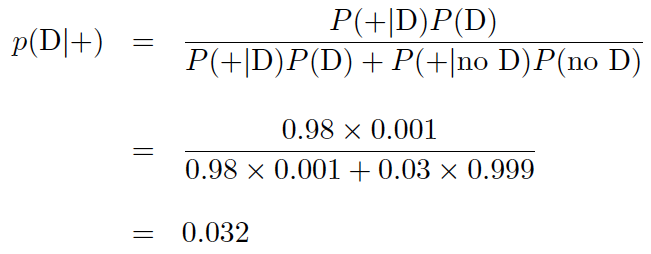 p(D|+) = P(+|D)P(D) / P(+|D)P(D) + P(+|no D)P(no D)
= 0.98 × 0.001 / 0.98 × 0.001 + 0.03 × 0.999
= 0.032